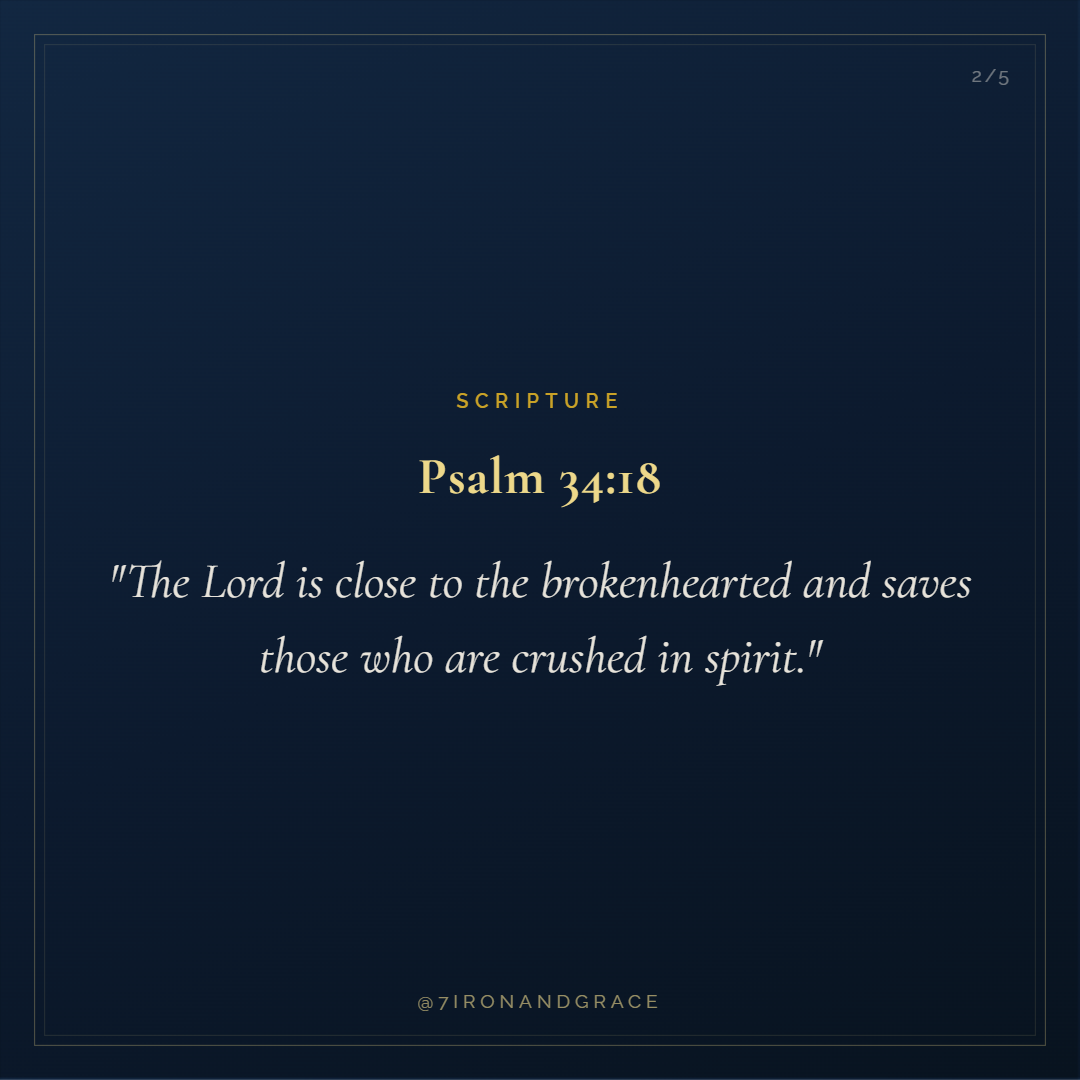 2/5
SCRIPTURE
Psalm 34:18
"The Lord is close to the brokenhearted and saves
those who are crushed in spirit."
@7IRONANDGRACE